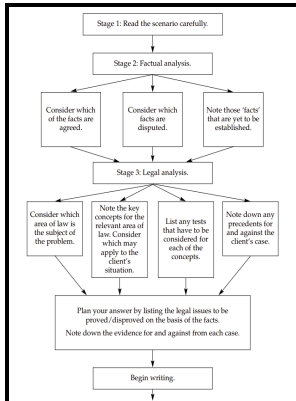 Stage 1: Read the scenario carefully.
Stage 2: Factual analysis.
Consider which
of the facts are
agreed.
Consider
which
facts are
disputed.
Note those ‘facts’
that are yet to be
established.
Stage 3: Legal analysis.
Consider which
area of law is
the subject of
the problem.
Note the key
concepts for the
relevant area of
law. Consider
which may
apply to the
client’s
situation.
List any tests
that have to be
considered for
each of the
concepts.
Note down any
precedents for
and against the
client’s case.
Plan your answer by listing the legal issues to be
proved/disproved on the basis of the facts.
Note down the evidence for and against from each case.
Begin writing.